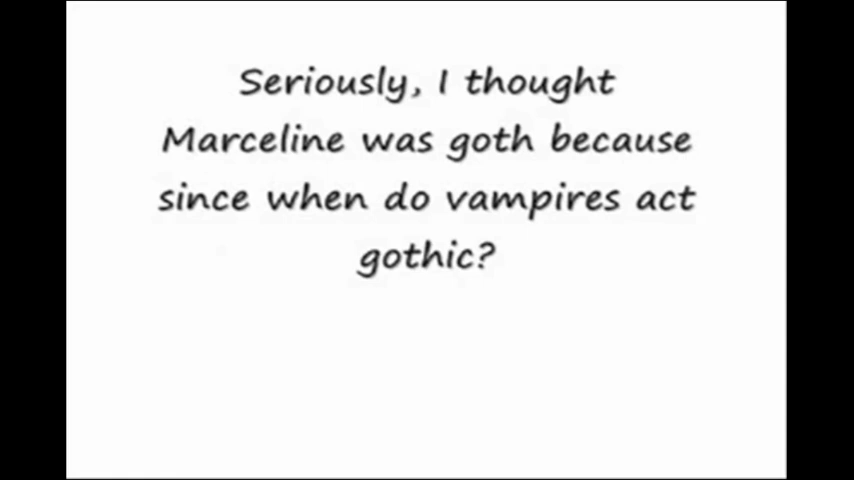 Seriously, I thought
Marceline was goth because
since when do vampires act
gothic?